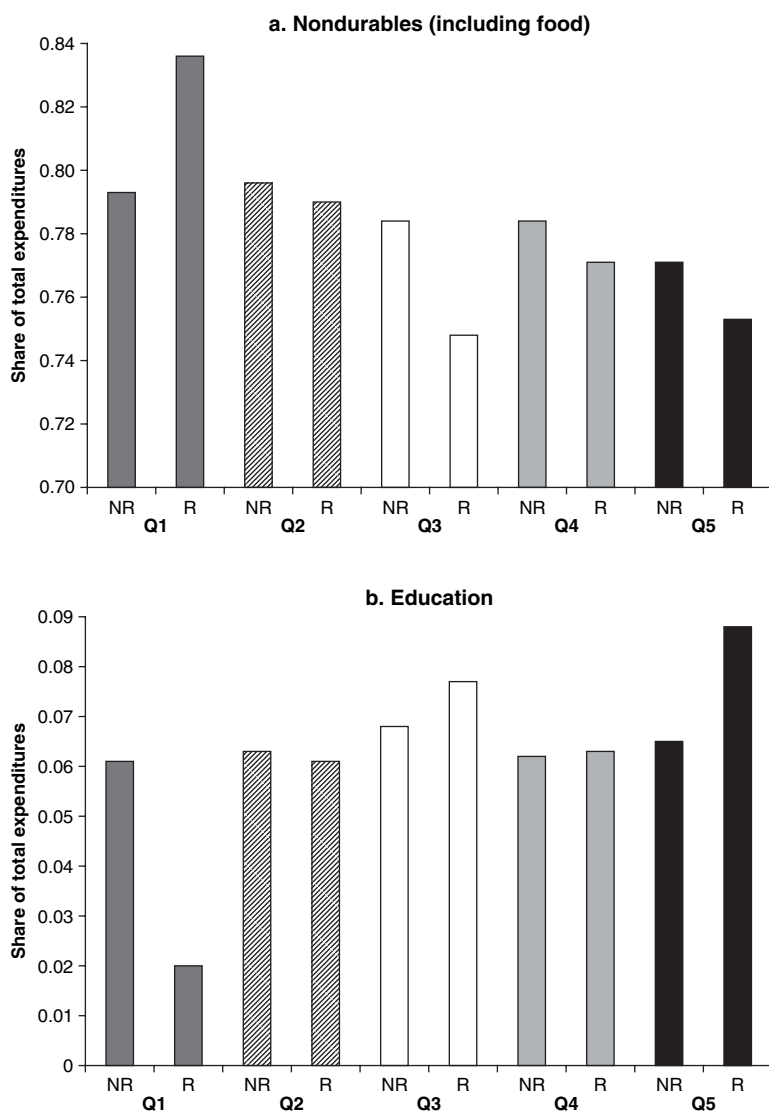 a. Nondurables (including food)
Share of total expenditures
0.84
0.82
0.80
0.78
0.76
0.74
0.72
0.70
NR R NR R NR R NR R NR R
Q1 Q2 Q3 Q4 Q5
b. Education
Share of total expenditures
0.09
0.08
0.07
0.06
0.05
0.04
0.03
0.02
0.01
0
NR R NR R NR R NR R NR R
Q1 Q2 Q3 Q4 Q5